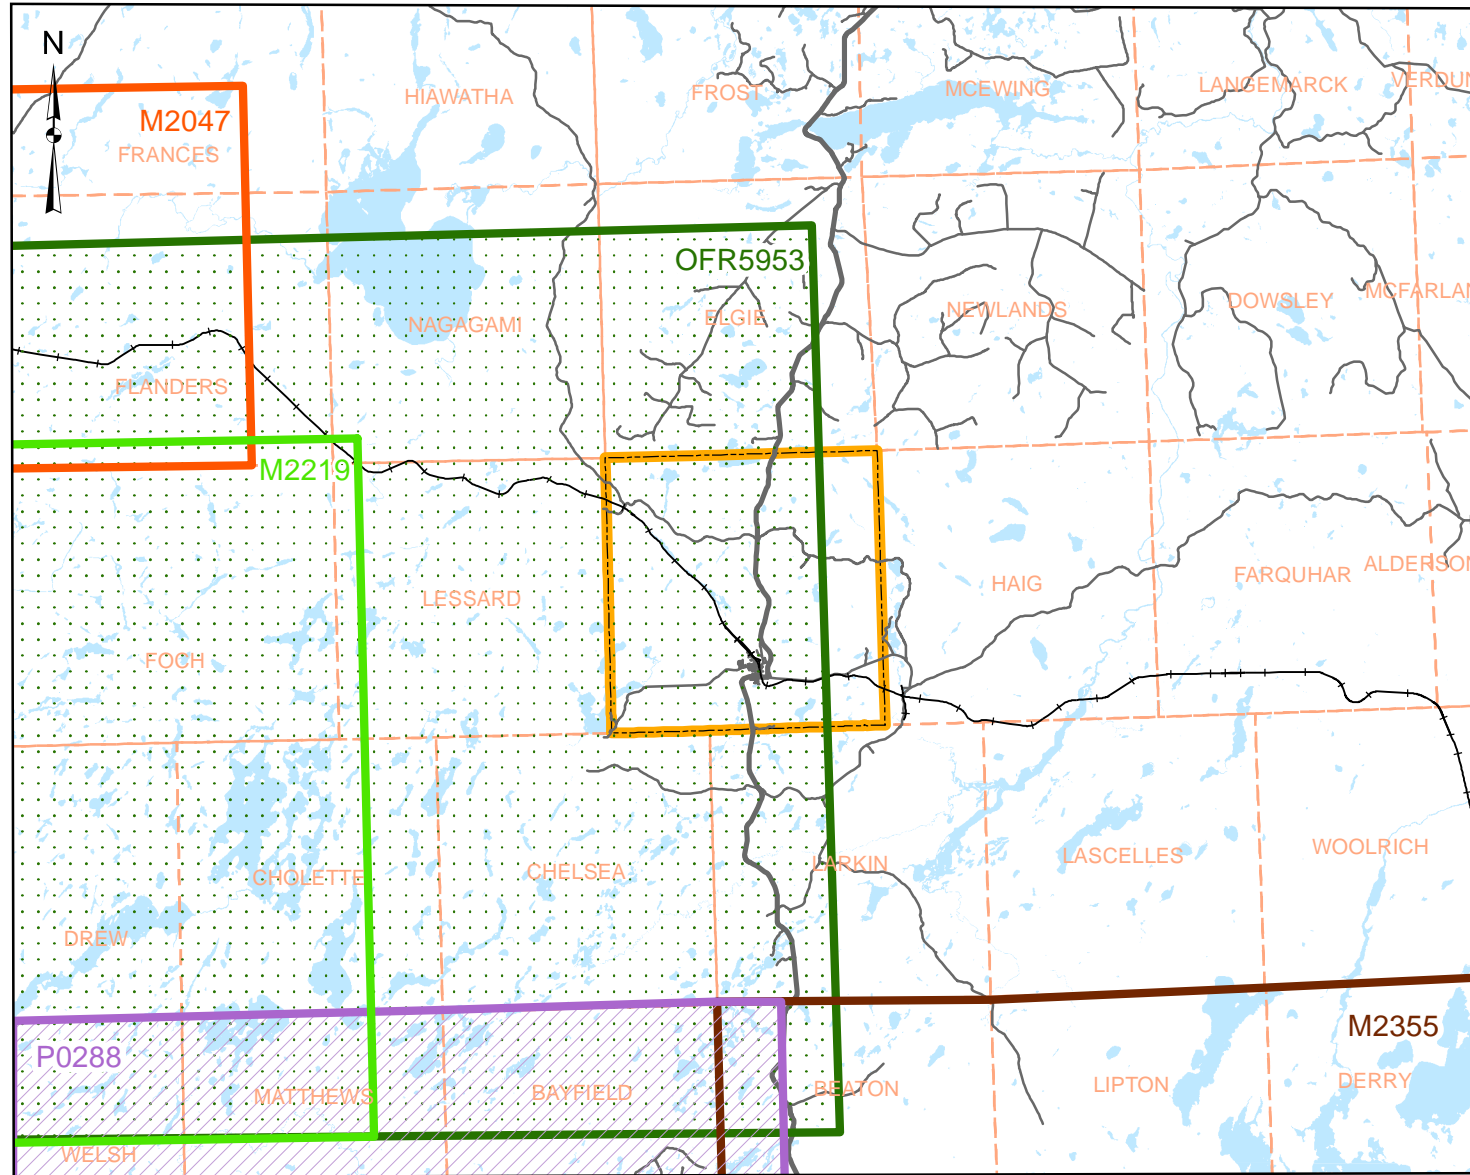 N
HIAWATHA
FROST
MCEWING
LANGEMARCK
VERDUN
M2047
FRANCES
OFR5953
NAGAGAMI
ELGIE
NEWLANDS
DOWSLEY
MCFARLAN
FLANDERS
M2219
LESSARD
HAIG
FARQUHAR
ALDERSON
FOCH
CHOLETTE
CHELSEA
LARKIN
LASCELLES
WOOLRICH
DREW
P0288
M2355
MATTHEWS
BAYFIELD
BEATON
LIPTON
DERRY
WELSH